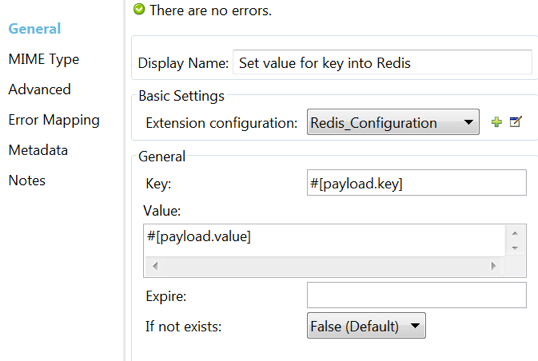 There are no errors.
General
MIME Type
Advanced
Error Mapping
Metadata
Notes
Display Name: Set value for key into Redis
Basic Settings
Extension configuration: Redis_Configuration
General
Key: #[payload.key]
Value:
#[payload.value]
Expire:
If not exists: False (Default)